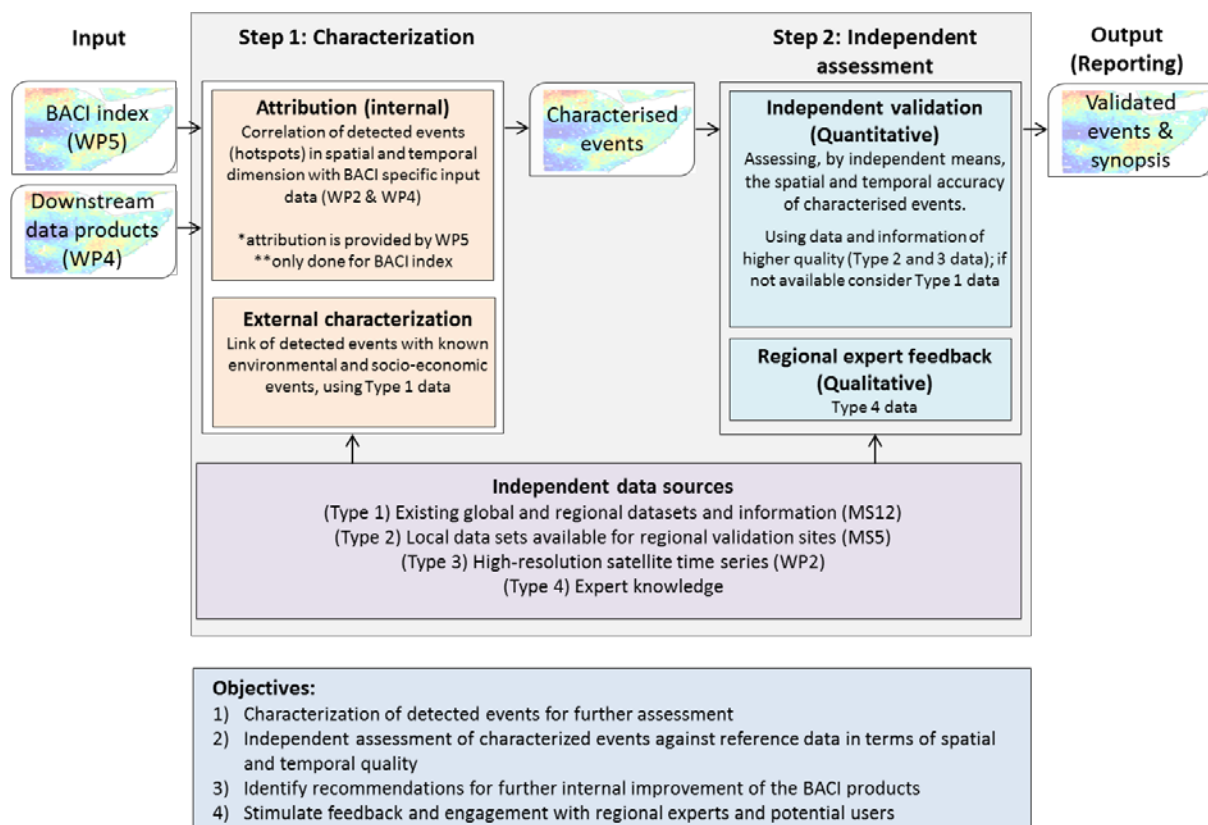 Input
BACI index
(WP5)
Downstream
data products
(WP4)
Step 1: Characterization
Attribution (internal)
Correlation of detected events
(hotspots) in spatial and temporal
dimension with BACI specific input
data (WP2 & WP4)
*attribution is provided by WP5
**only done for BACI index
External characterization
Link of detected events with known
environmental and socio-economic
events, using Type 1 data
Characterised
events
Step 2: Independent
assessment
Independent validation
(Quantitative)
Assessing, by independent means,
the spatial and temporal accuracy
of characterised events.
Using data and information of
higher quality (Type 2 and 3 data); if
not available consider Type 1 data
Regional expert feedback
(Qualitative)
Type 4 data
Output
(Reporting)
Validated
events &
synopsis
Independent data sources
(Type 1) Existing global and regional datasets and information (MS12)
(Type 2) Local data sets available for regional validation sites (MS5)
(Type 3) High-resolution satellite time series (WP2)
(Type 4) Expert knowledge
Objectives:
1) Characterization of detected events for further assessment
2) Independent assessment of characterized events against reference data in terms of spatial
and temporal quality
3) Identify recommendations for further internal improvement of the BACI products
4) Stimulate feedback and engagement with regional experts and potential users